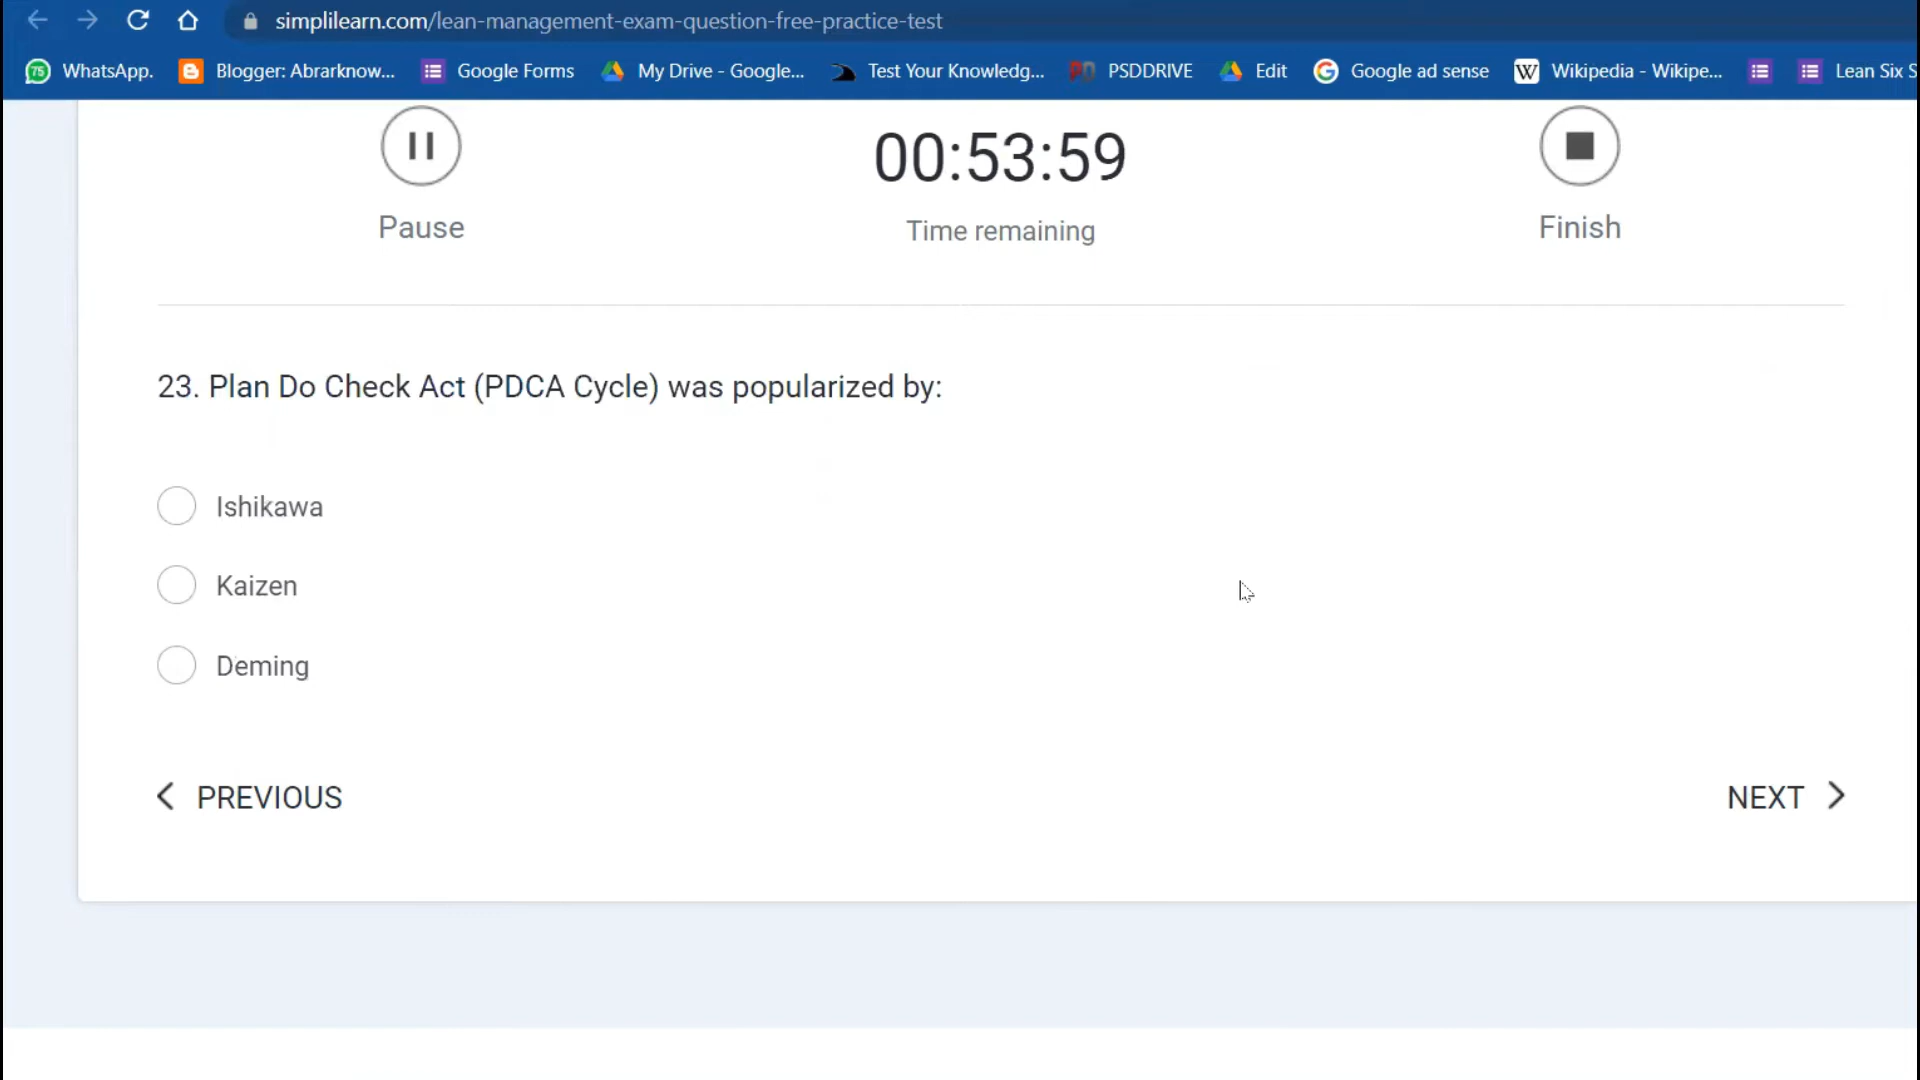 simplilearn.com/lean-management-exam-question-free-practice-test
75 WhatsApp. Blogger: Abrarknow... Google Forms My Drive - Google... Test Your Knowledg... PSDDRIVE Edit Google ad sense W Wikipedia - Wikipe... Lean Six S
00:53:59
Pause Time remaining Finish
23. Plan Do Check Act (PDCA Cycle) was popularized by:
Ishikawa
Kaizen
Deming
PREVIOUS NEXT